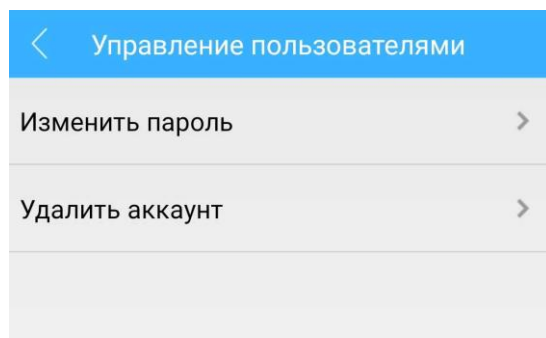 Управление пользователями
Изменить пароль
Удалить аккаунт